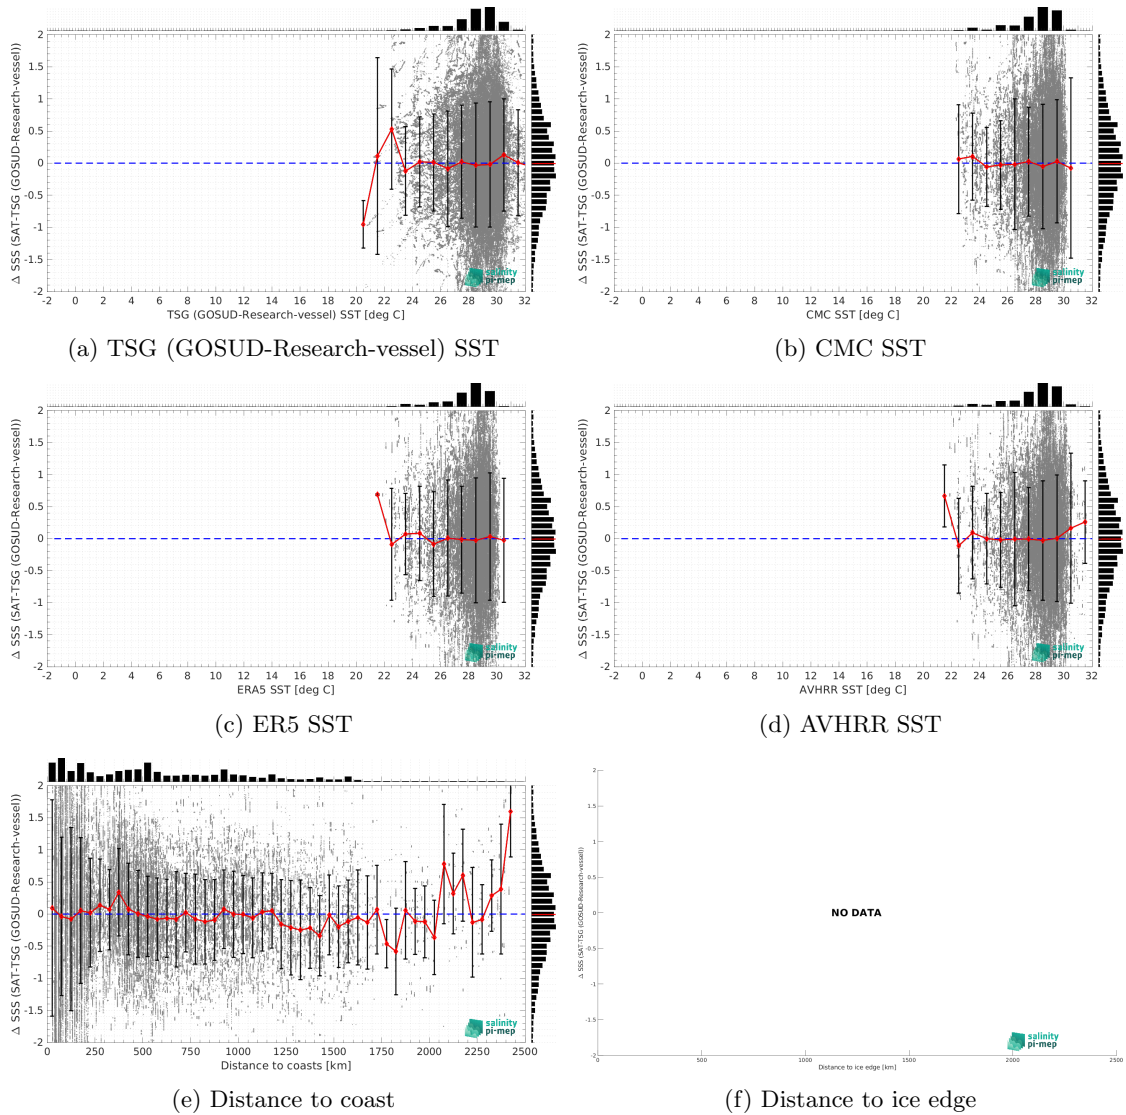 2
1.5
1
0.5
0
-0.5
-1
-1.5
-2
Δ SSS (SAT-TSG (GOSUD-Research-vessel))
salinity
pi-mep
-2 0 2 4 6 8 10 12 14 16 18 20 22 24 26 28 30 32
TSG (GOSUD-Research-vessel) SST [deg C]
(a) TSG (GOSUD-Research-vessel) SST
2
1.5
1
0.5
0
-0.5
-1
-1.5
-2
Δ SSS (SAT-TSG (GOSUD-Research-vessel))
salinity
pi-mep
-2 0 2 4 6 8 10 12 14 16 18 20 22 24 26 28 30 32
CMC SST [deg C]
(b) CMC SST
2
1.5
1
0.5
0
-0.5
-1
-1.5
-2
Δ SSS (SAT-TSG (GOSUD-Research-vessel))
salinity
pi-mep
-2 0 2 4 6 8 10 12 14 16 18 20 22 24 26 28 30 32
ERA5 SST [deg C]
(c) ER5 SST
2
1.5
1
0.5
0
-0.5
-1
-1.5
-2
Δ SSS (SAT-TSG (GOSUD-Research-vessel))
salinity
pi-mep
-2 0 2 4 6 8 10 12 14 16 18 20 22 24 26 28 30 32
AVHRR SST [deg C]
(d) AVHRR SST
2
1.5
1
0.5
0
-0.5
-1
-1.5
-2
Δ SSS (SAT-TSG (GOSUD-Research-vessel))
salinity
pi-mep
0 250 500 750 1000 1250 1500 1750 2000 2250 2500
Distance to coasts [km]
(e) Distance to coast
2
1.5
1
0.5
0
-0.5
-1
-1.5
-2
Δ SSS (SAT-TSG (GOSUD-Research-vessel))
NO DATA
salinity
pi-mep
0 500 1000 1500 2000 2500
Distance to ice edge [km]
(f) Distance to ice edge